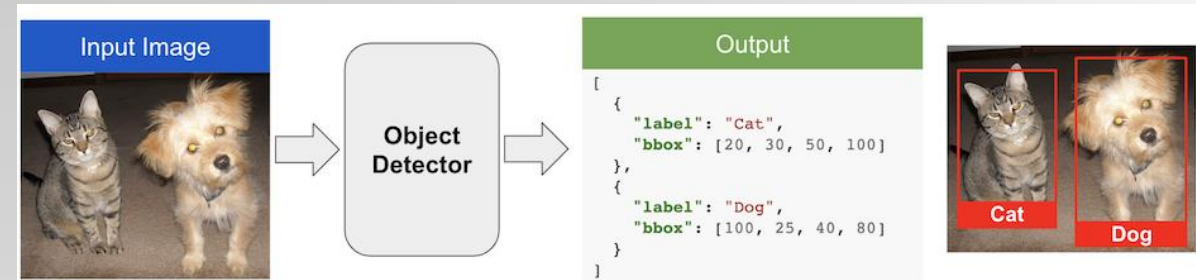 Input Image
Object
Detector
Output
[
{
"label": "Cat",
"bbox": [20, 30, 50, 100]
},
{
"label": "Dog",
"bbox": [100, 25, 40, 80]
}
]
Cat
Dog